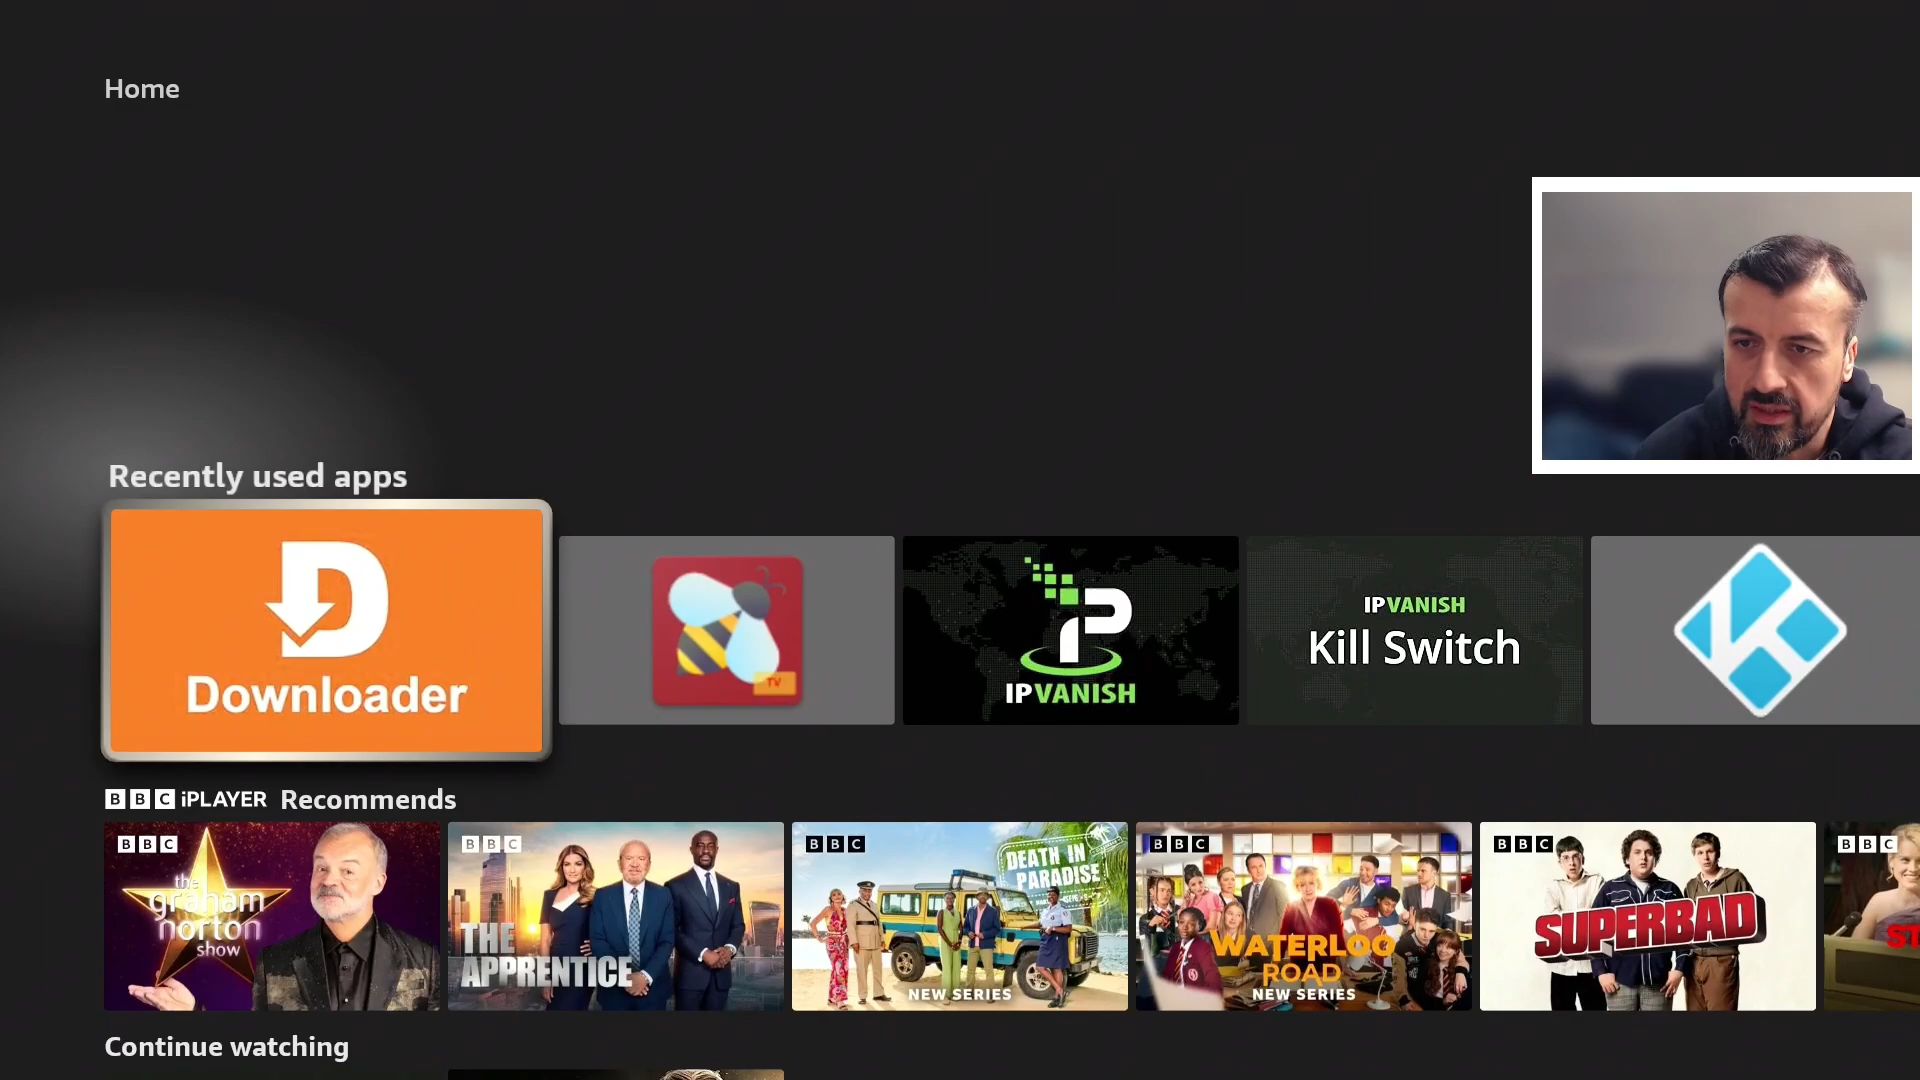 Home
Recently used apps
Downloader
TV
IPVANISH
IPVANISH
Kill Switch
BBC iPLAYER Recommends
BBC
the
graham
norton
show
BBC
THE
APPRENTICE
BBC
DEATH IN
PARADISE
NEW SERIES
BBC
WATERLOO
ROAD
NEW SERIES
BBC
SUPERBAD
BBC
ST
Continue watching